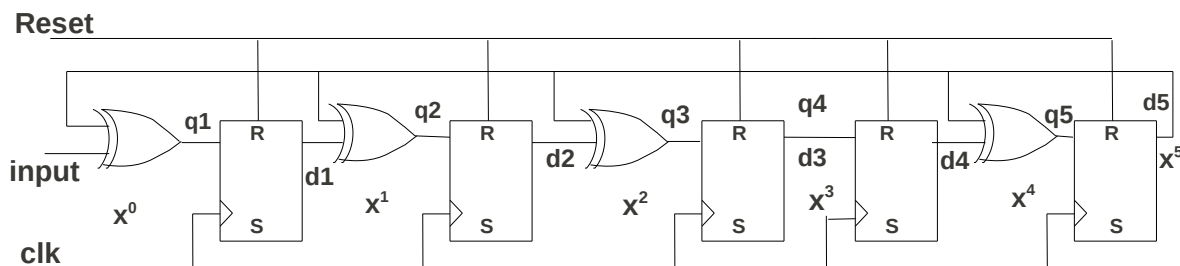 Reset
q1 q2 q3 q4 q5 d5
R R R R R
input d1 d2 d3 d4 x⁵
x⁰ x¹ x² x³ x⁴
S S S S S
clk